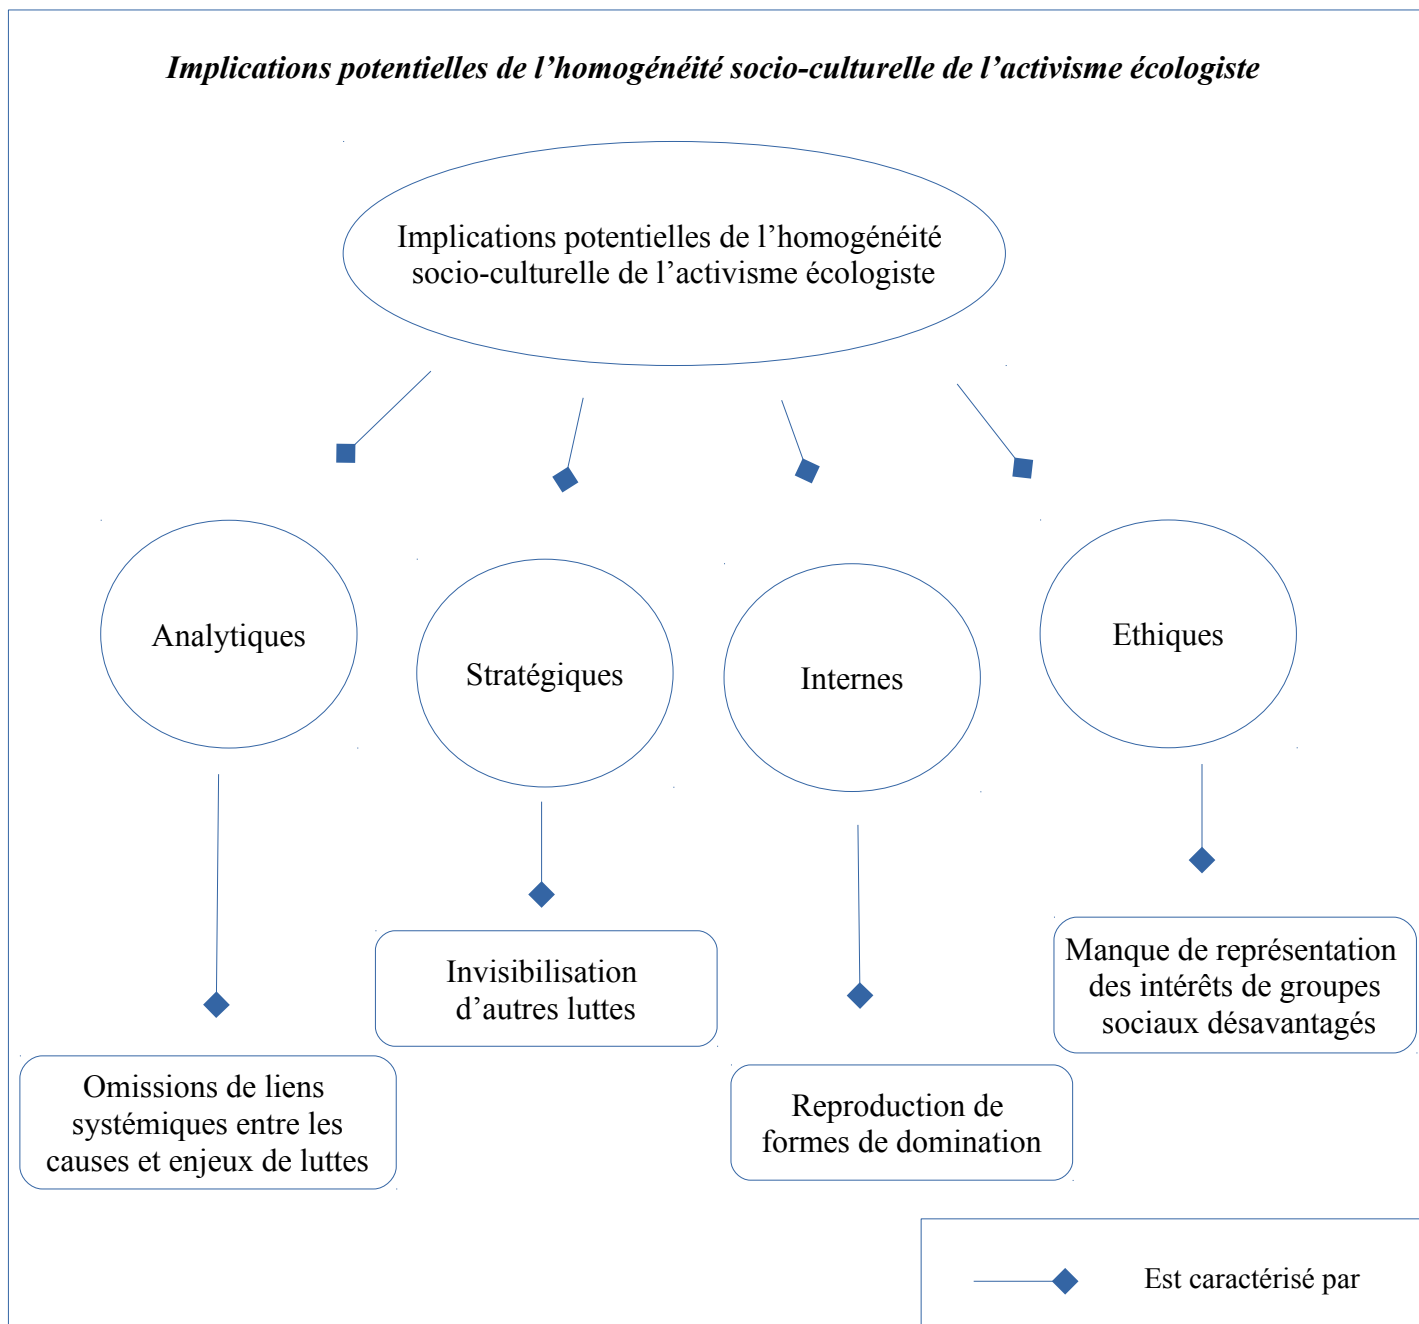 Implications potentielles de l’homogénéité socio-culturelle de l’activisme écologiste
Implications potentielles de l’homogénéité
socio-culturelle de l’activisme écologiste
Analytiques
Stratégiques
Internes
Ethiques
Omissions de liens
systémiques entre les
causes et enjeux de luttes
Invisibilisation
d’autres luttes
Reproduction de
formes de domination
Manque de représentation
des intérêts de groupes
sociaux désavantagés
Est caractérisé par